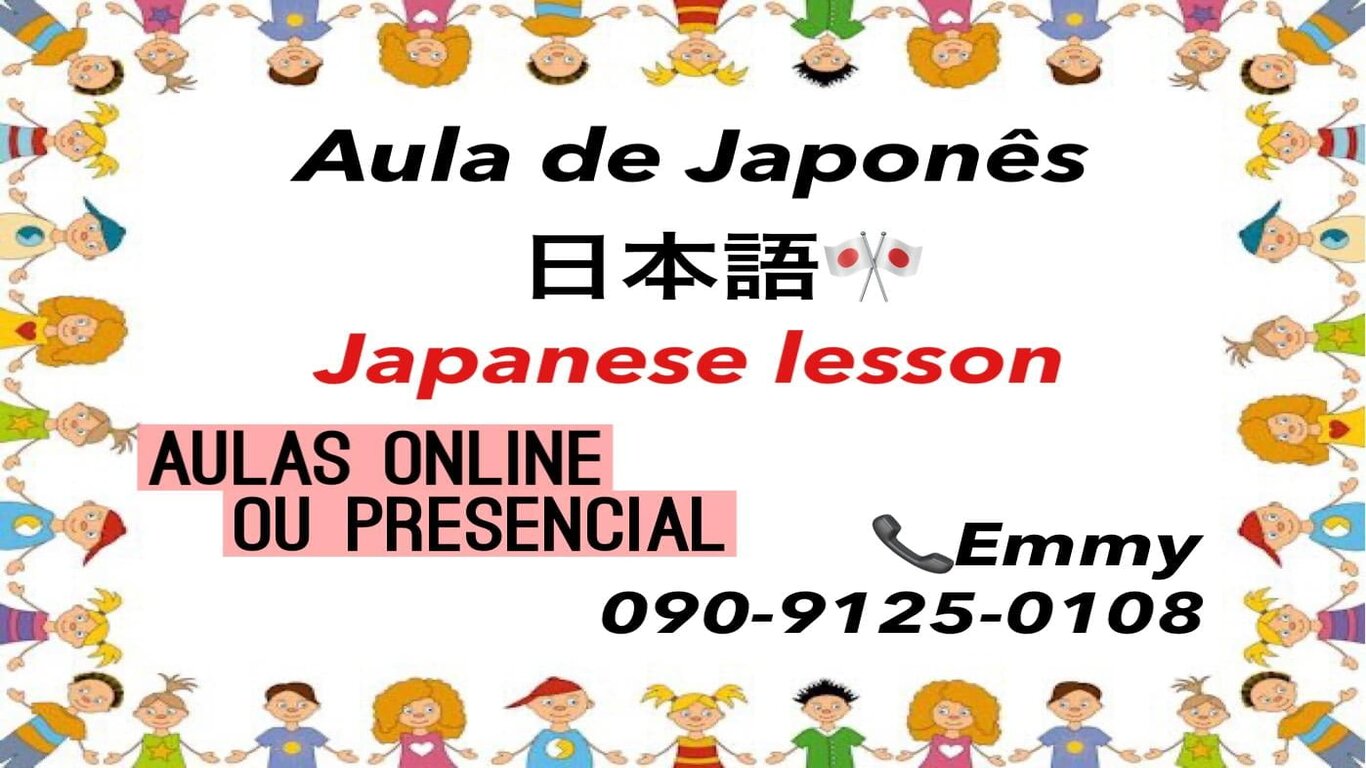 Aula de Japonês
日本語
Japanese lesson
AULAS ONLINE
OU PRESENCIAL
Emmy
090-9125-0108